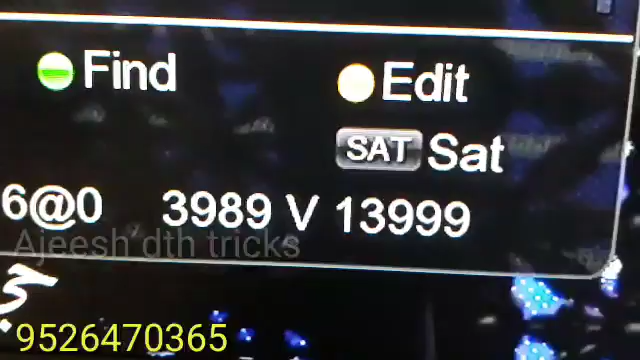 Find Edit
SAT Sat
6@0 3989 V 13999
Ajeesh dth tricks
9526470365